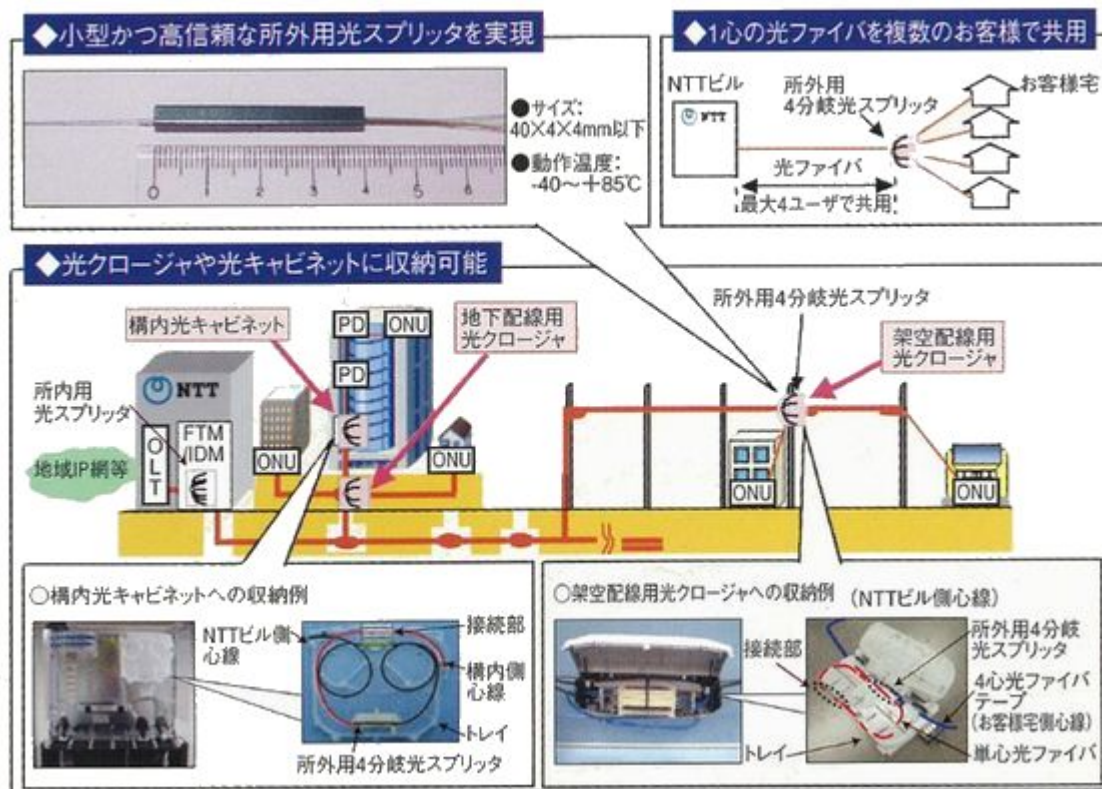 ◆小型かつ高信頼な所外用光スプリッタを実現
●サイズ:
40×4×4mm以下
●動作温度:
-40～+85℃
0 1 2 3 4 5 6
◆1心の光ファイバを複数のお客様で共用
NTTビル
所外用
4分岐光スプリッタ
お客様宅
NTT
光ファイバ
最大4ユーザで共用
◆光クロージャや光キャビネットに収納可能
所外用4分岐光スプリッタ
構内光キャビネット
PD
ONU
地下配線用
光クロージャ
架空配線用
光クロージャ
PD
所内用
光スプリッタ
NTT
FTM
/IDM
OLT
地域IP網等
ONU
ONU
ONU
ONU
○構内光キャビネットへの収納例
NTTビル側
心線
接続部
構内側
心線
トレイ
所外用4分岐光スプリッタ
○架空配線用光クロージャへの収納例
(NTTビル側心線)
接続部
所外用4分岐
光スプリッタ
4心光ファイバ
テープ
(お客様宅側心線)
トレイ
単心光ファイバ